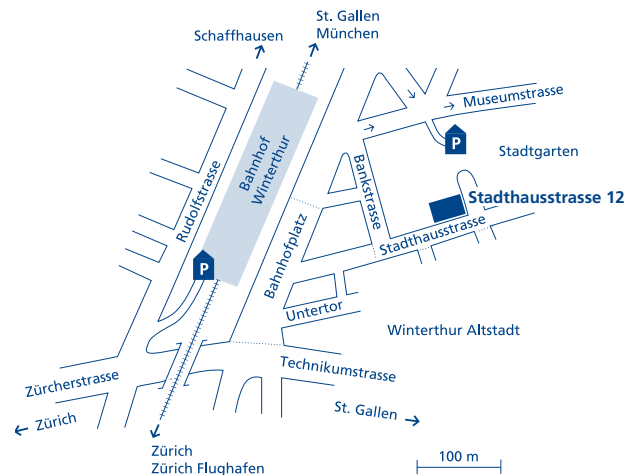 St. Gallen
München
Schaffhausen
Museumstrasse
P
Stadtgarten
Bahnhof
Winterthur
Bankstrasse
Rudolfstrasse
Stadthausstrasse 12
Stadthausstrasse
Bahnhofplatz
P
Untertor
Winterthur Altstadt
Technikumstrasse
Zürcherstrasse
Zürich
St. Gallen
Zürich
Zürich Flughafen
100 m